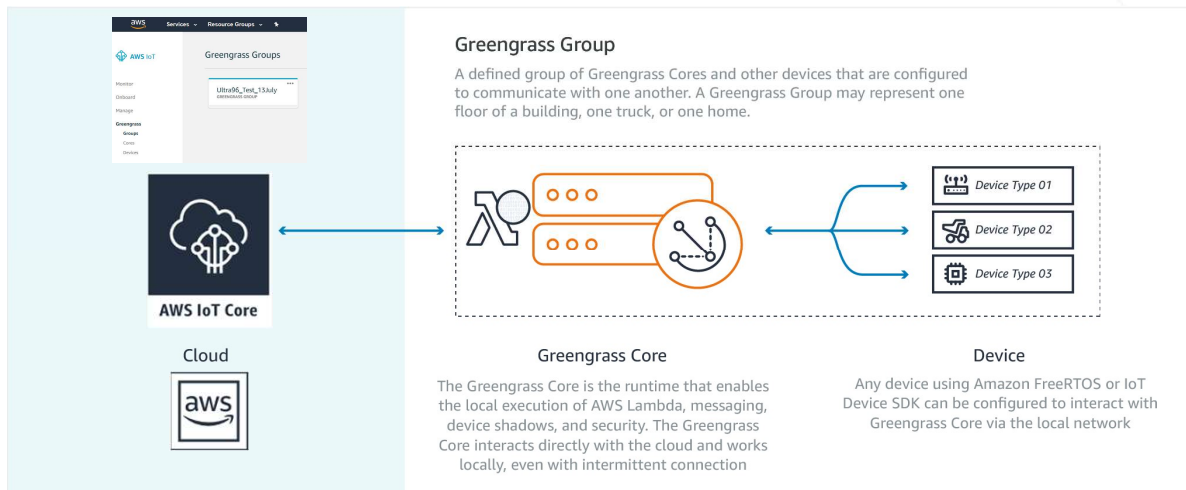 aws
Services
Resource Groups
AWS IoT
Greengrass Groups
Monitor
Onboard
Manage
Greengrass
Groups
Cores
Devices
Ultra96_Test_13July
GREENGRASS GROUP
AWS IoT Core
Cloud
aws
Greengrass Group
A defined group of Greengrass Cores and other devices that are configured
to communicate with one another. A Greengrass Group may represent one
floor of a building, one truck, or one home.
Device Type 01
Device Type 02
Device Type 03
Greengrass Core
The Greengrass Core is the runtime that enables
the local execution of AWS Lambda, messaging,
device shadows, and security. The Greengrass
Core interacts directly with the cloud and works
locally, even with intermittent connection
Device
Any device using Amazon FreeRTOS or IoT
Device SDK can be configured to interact with
Greengrass Core via the local network